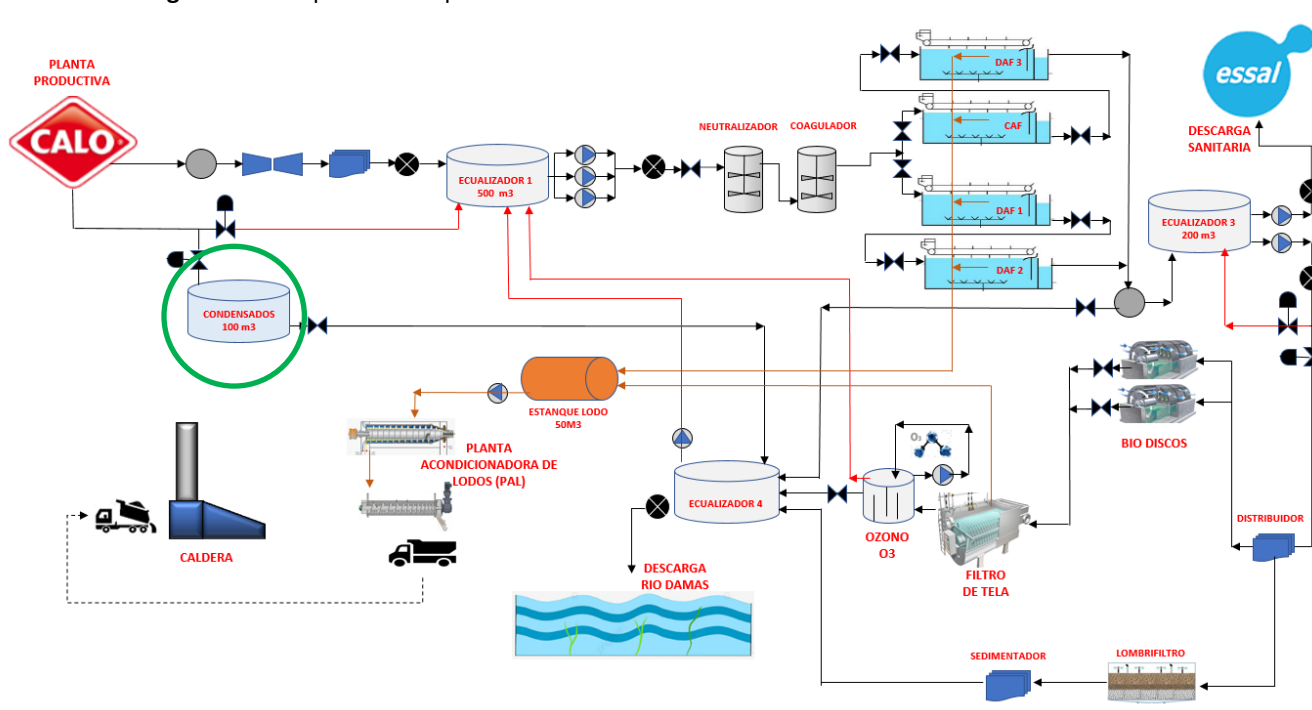 PLANTA
PRODUCTIVA
CALO
ECUALIZADOR 1
500 m3
NEUTRALIZADOR
COAGULADOR
DAF 3
CAF
DAF 1
DAF 2
essal
DESCARGA
SANITARIA
ECUALIZADOR 3
200 m3
CONDENSADOS
100 m3
ESTANQUE LODO
50M3
PLANTA
ACONDICIONADORA DE
LODOS (PAL)
CALDERA
ECUALIZADOR 4
DESCARGA
RIO DAMAS
O3
OZONO
O3
FILTRO
DE TELA
BIO DISCOS
DISTRIBUIDOR
SEDIMENTADOR
LOMBRIFILTRO